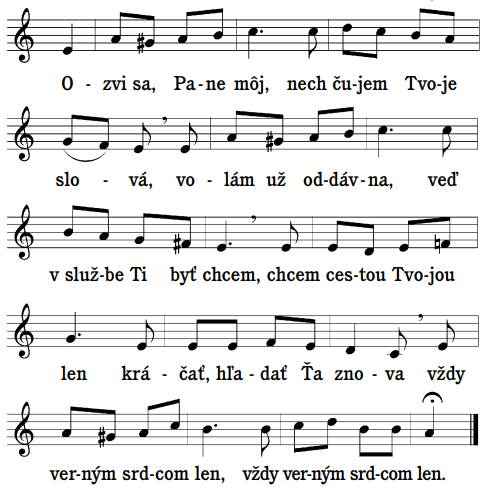 O - zvi sa, Pa - ne môj, nech ču - jem Tvo - je
slo - vá, vo - lám už od - dáv - na, veď
v služ - be Ti byť chcem, chcem ces - tou Tvo - jou
len krá - čať, hľa - dať Ťa zno - va vždy
ver - ným srd - com len, vždy ver - ným srd - com len.